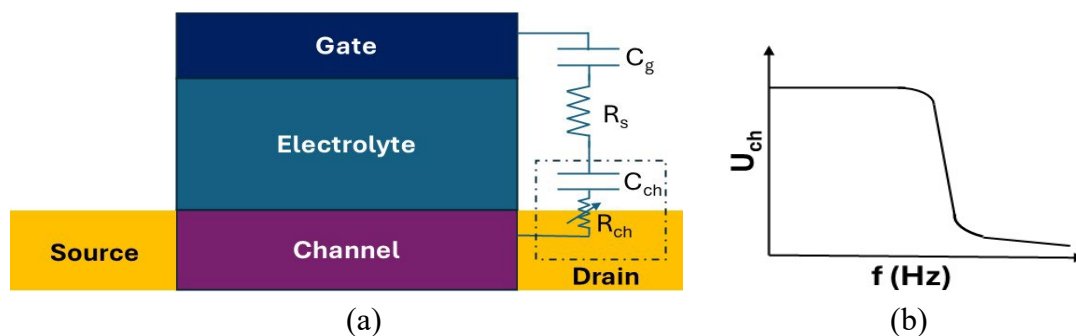 Gate
C_g
R_s
Electrolyte
C_ch
R_ch
Source
Channel
Drain
(a)
U_ch
f (Hz)
(b)